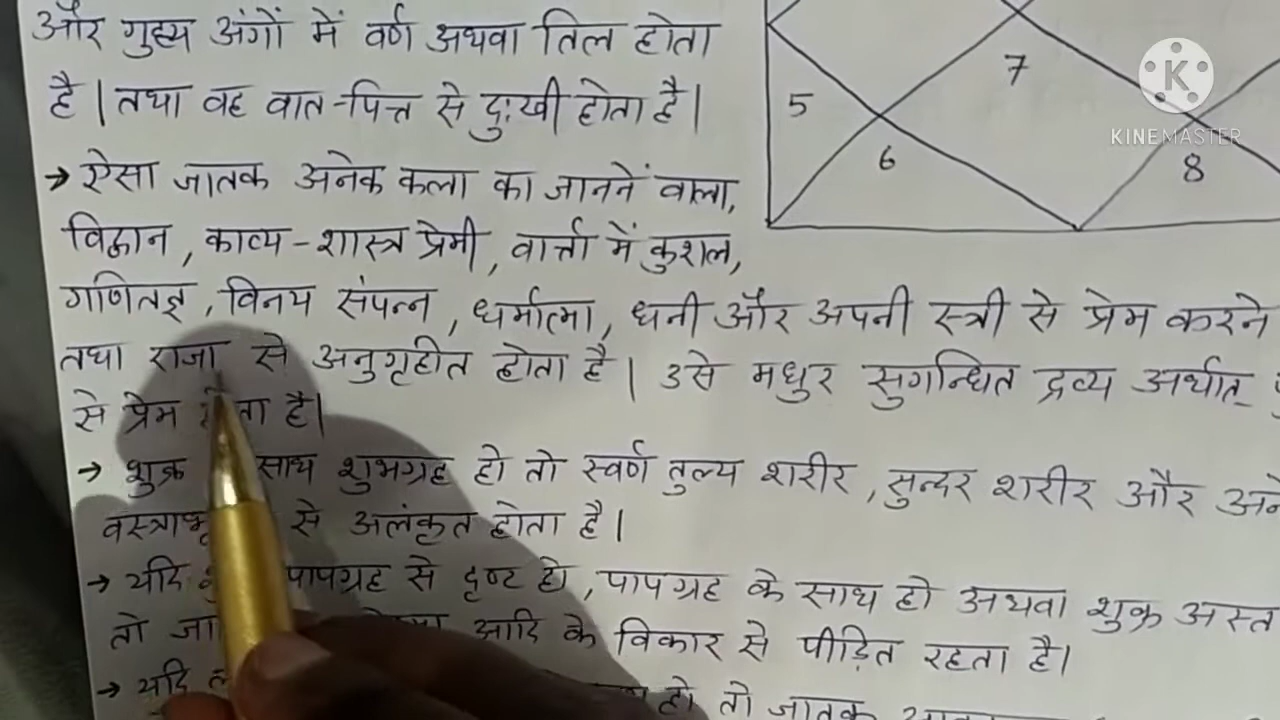 और गुह्य अंगों में वर्ण अथवा तिल होता
है। तथा वह वात-पित्त से दुःखी होता है।
→ ऐसा जातक अनेक कला का जाननें वाला,
विद्वान, काव्य-शास्त्र प्रेमी, वार्त्ता में कुशल,
गणितज्ञ, विनय संपन्न, धर्मात्मा, धनी और अपनी स्त्री से प्रेम करने
तथा राजा से अनुगृहीत होता है। उसे मधुर सुगन्धित द्रव्य अर्थात्
से प्रेम होता है।
→ शुक्र साथ शुभग्रह हो तो स्वर्ण तुल्य शरीर, सुन्दर शरीर और
से अलंकृत होता है।
→ यदि पापग्रह से दृष्ट हो, पापग्रह के साथ हो अथवा शुक्र अस्त
तो आदि के विकार से पीड़ित रहता है।
→ यदि हो तो जातक
5
6
7
8
K
KINEMASTER